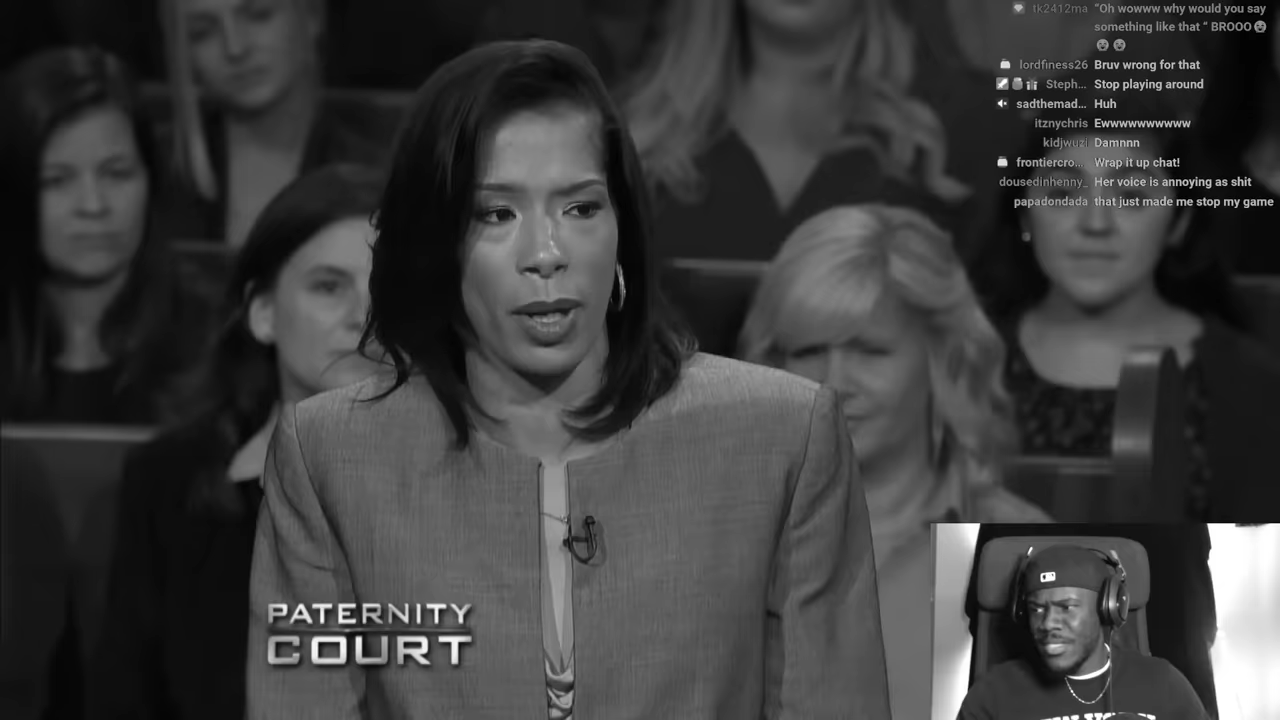 tk2412ma “Oh wowww why would you say
something like that “ BROOO
lordfiness26 Bruv wrong for that
Steph... Stop playing around
sadthemad... Huh
itznychris Ewwwwwwwwww
kidjwuzi Damnnn
frontiercro... Wrap it up chat!
dousedinhenny_ Her voice is annoying as shit
papadondada that just made me stop my game
PATERNITY
COURT